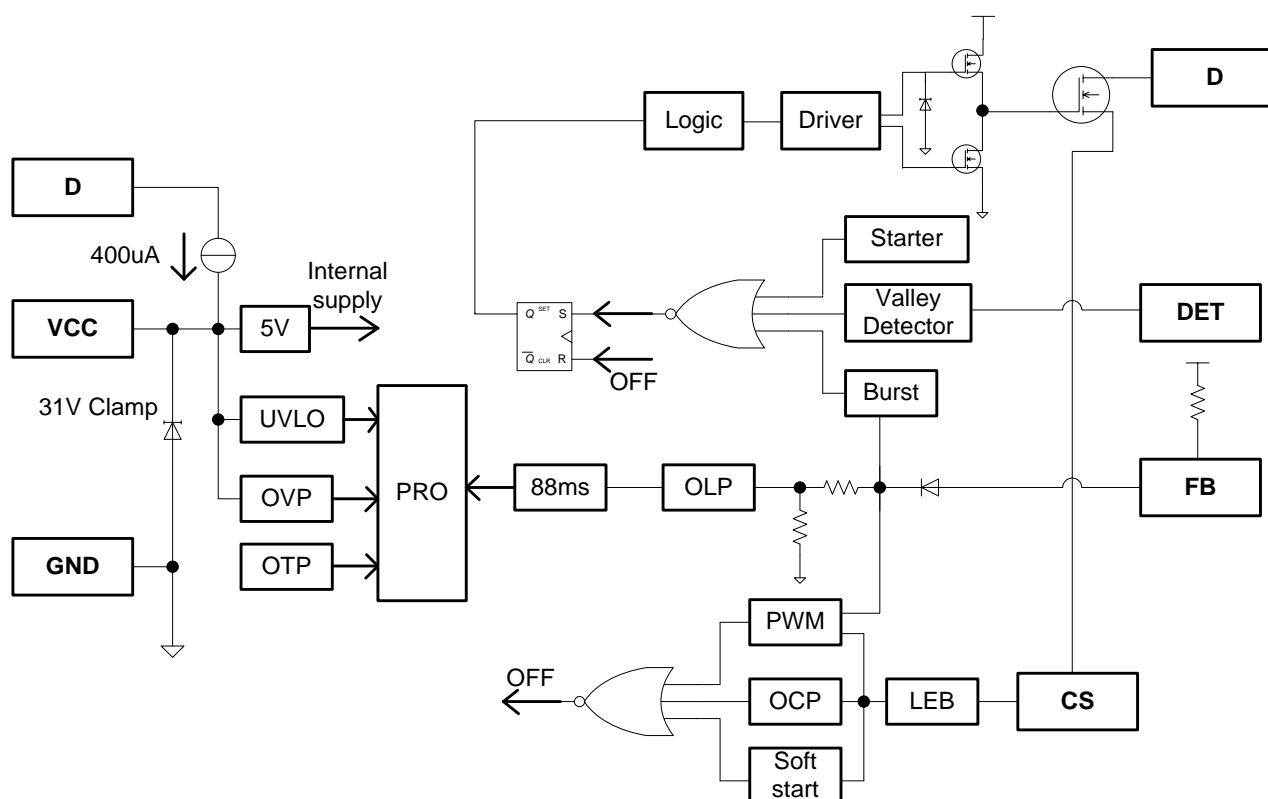 D
Logic
Driver
D
400uA
Starter
Internal
supply
VCC
5V
Q
SET
S
Q
CLR
R
OFF
Valley
Detector
DET
31V Clamp
UVLO
Burst
PRO
88ms
OLP
FB
OVP
GND
OTP
PWM
OFF
OCP
LEB
CS
Soft
start